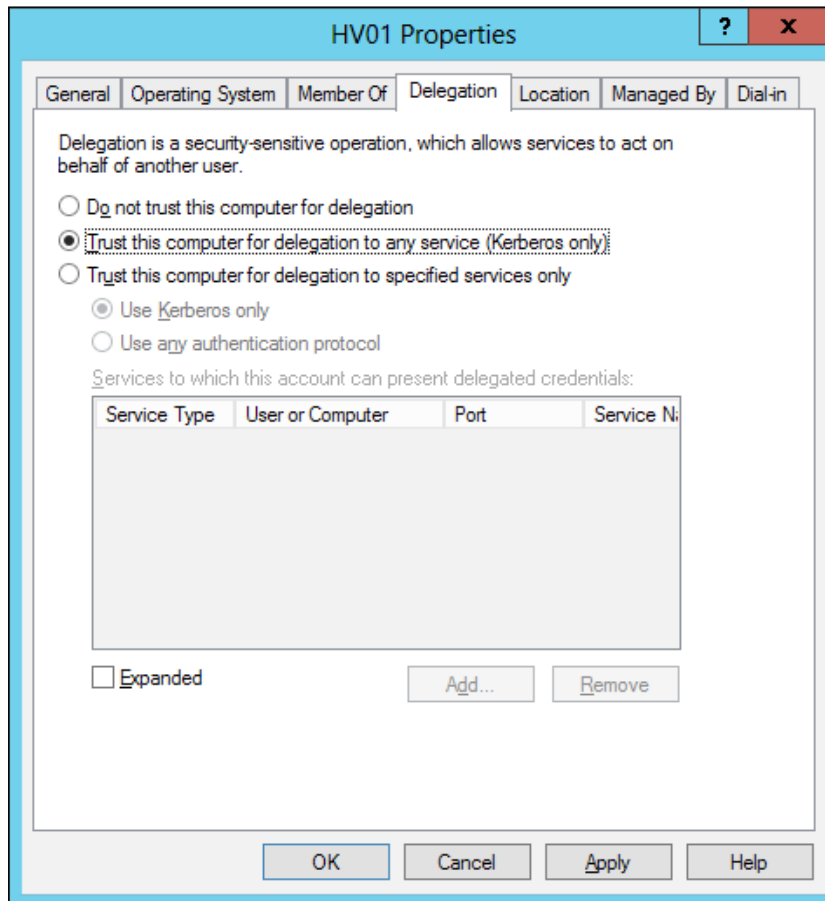 HV01 Properties
? x
General Operating System Member Of Delegation Location Managed By Dial-in
Delegation is a security-sensitive operation, which allows services to act on
behalf of another user.
Do not trust this computer for delegation
Trust this computer for delegation to any service (Kerberos only)
Trust this computer for delegation to specified services only
Use Kerberos only
Use any authentication protocol
Services to which this account can present delegated credentials:
Service Type User or Computer Port Service Na
Expanded
Add... Remove
OK Cancel Apply Help